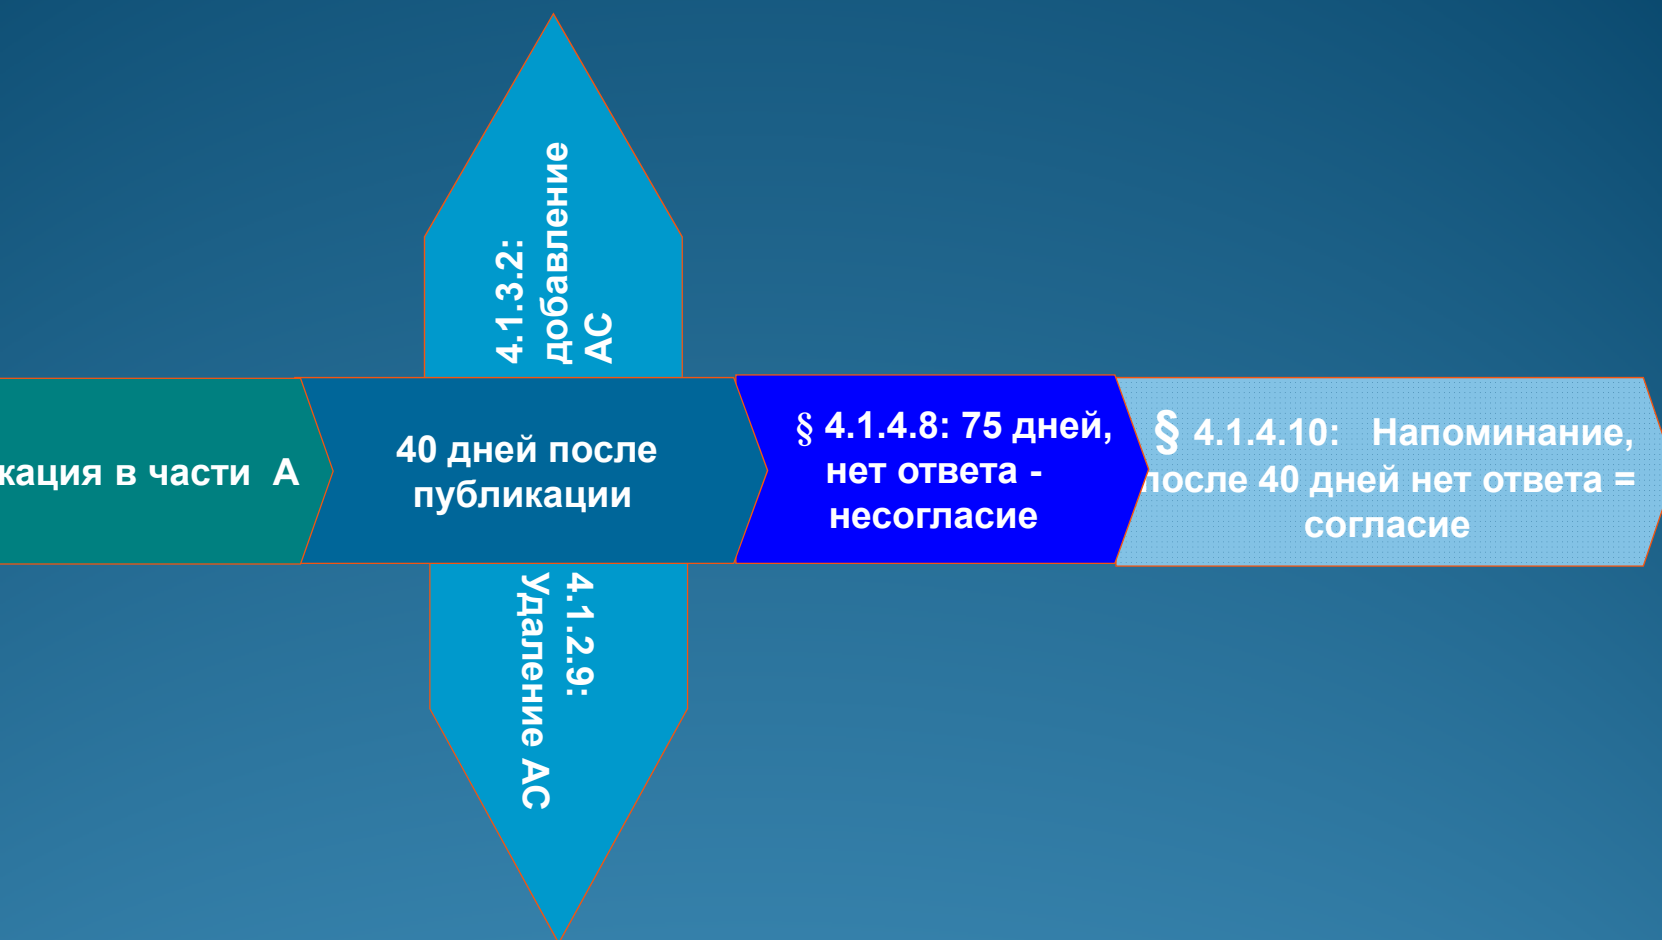 4.1.3.2:
добавление
АС
кация в части А
40 дней после
публикации
§ 4.1.4.8: 75 дней,
нет ответа -
несогласие
§ 4.1.4.10: Напоминание,
после 40 дней нет ответа =
согласие
4.1.2.9:
Удаление АС